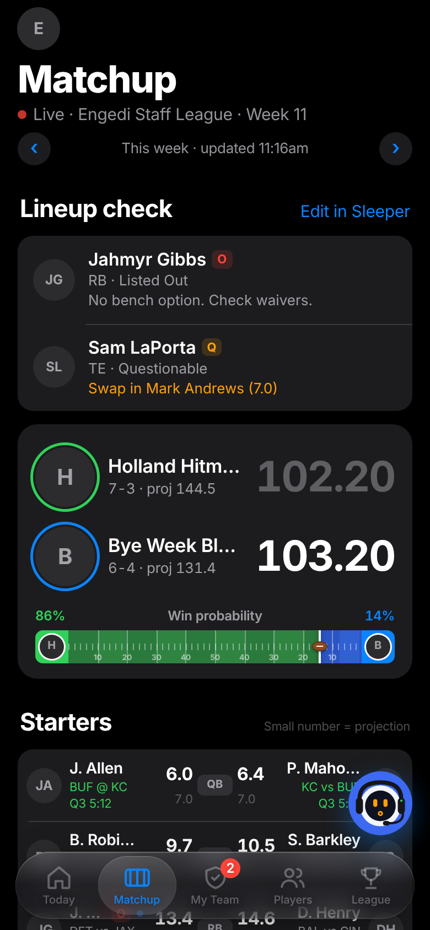 E
Matchup
Live · Engedi Staff League · Week 11
This week · updated 11:16am
Lineup check
Edit in Sleeper
JG
Jahmyr Gibbs O
RB · Listed Out
No bench option. Check waivers.
SL
Sam LaPorta Q
TE · Questionable
Swap in Mark Andrews (7.0)
H
Holland Hitm...
102.20
7-3 · proj 144.5
B
Bye Week Bl...
103.20
6-4 · proj 131.4
86% Win probability 14%
H 10 20 30 40 50 40 30 20 10 B
Starters
Small number = projection
JA
J. Allen 6.0 QB 6.4 P. Maho...
BUF @ KC 7.0 7.0 KC vs BUF
Q3 5:12 Q3 5:
B. Robi... 9.7 10.5 S. Barkley
2
Today Matchup My Team Players League
J. ... 13.4 RB 14.6 D. Henry